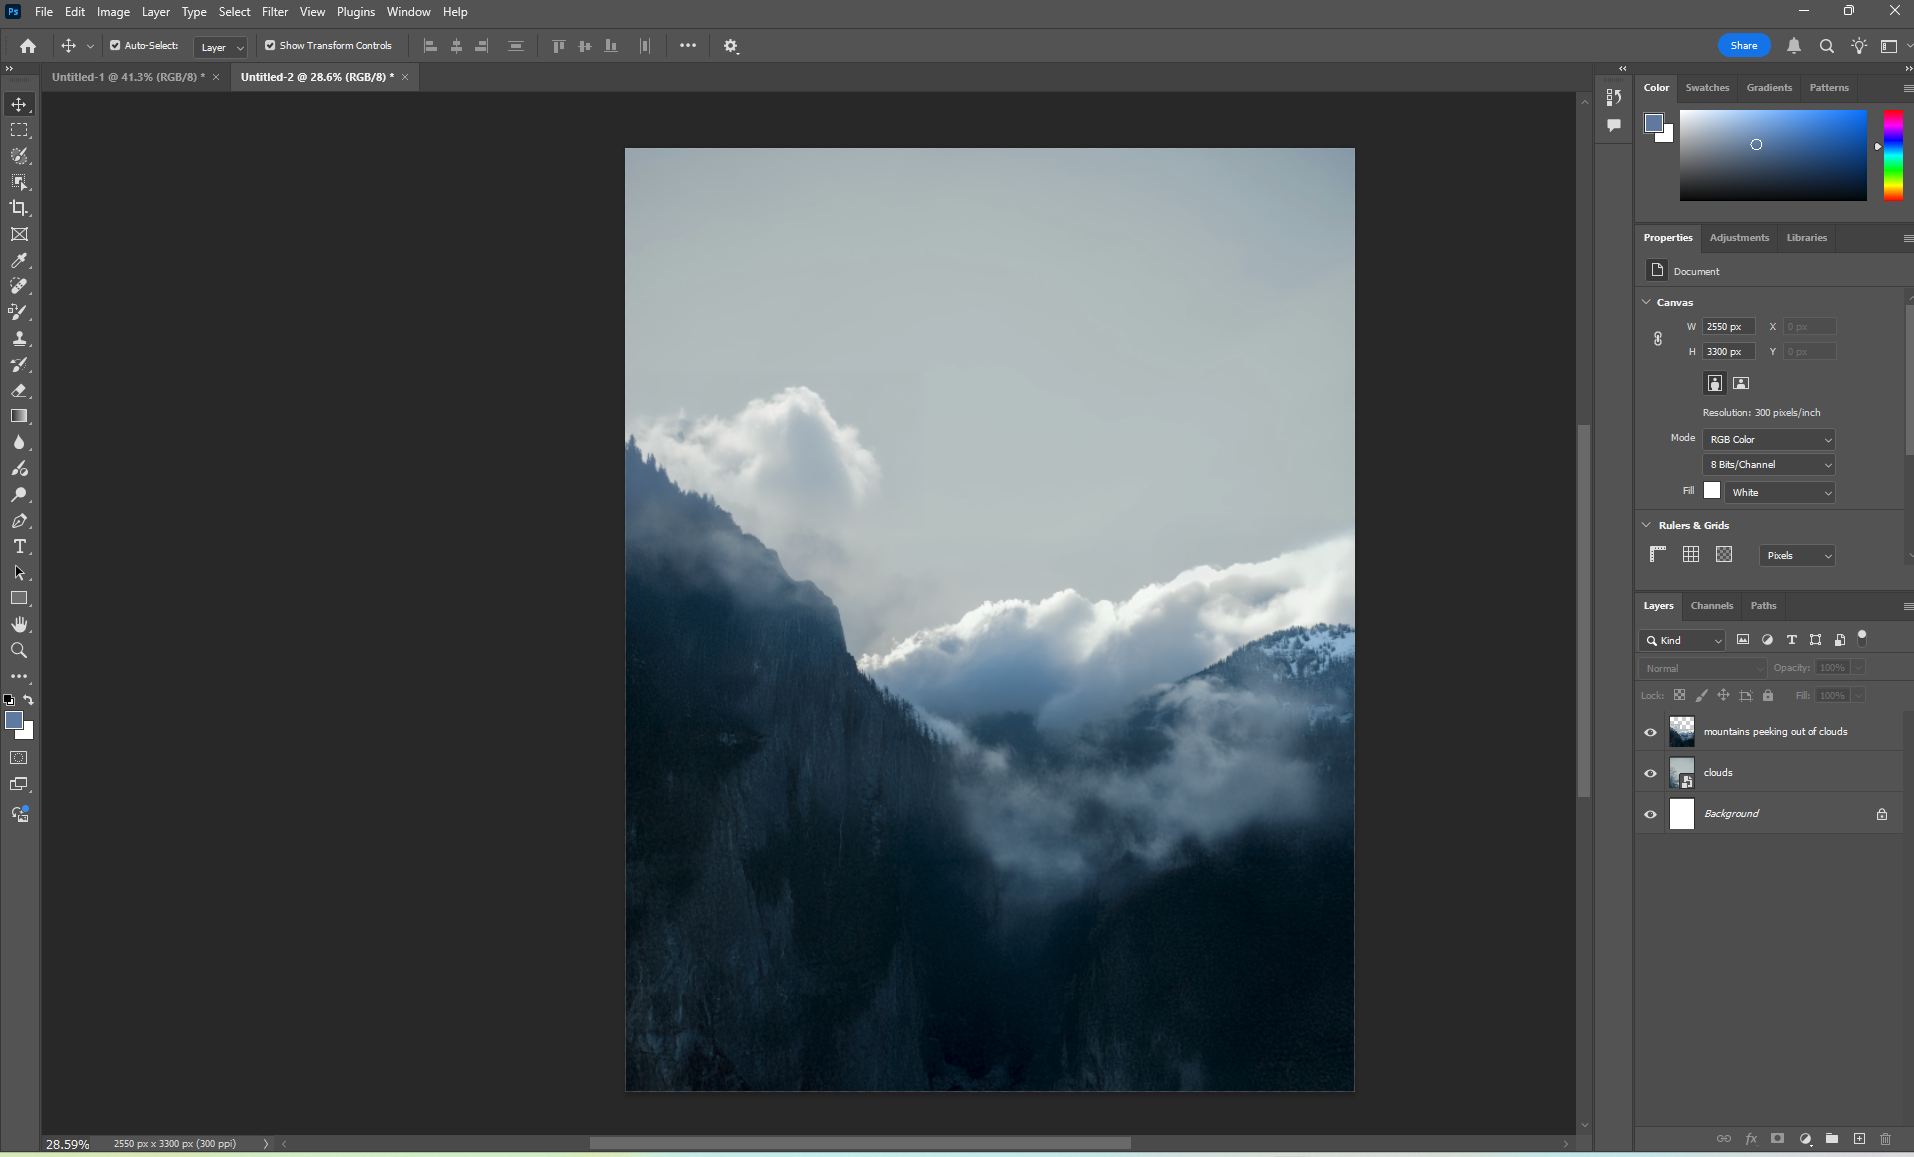 Ps File Edit Image Layer Type Select Filter View Plugins Window Help
Auto-Select: Layer Show Transform Controls Share
Untitled-1 @ 41.3% (RGB/8) * × Untitled-2 @ 28.6% (RGB/8) * ×
Color Swatches Gradients Patterns
Properties Adjustments Libraries
Document
Canvas
W 2550 px X 0 px
H 3300 px Y 0 px
Resolution: 300 pixels/inch
Mode RGB Color
8 Bits/Channel
Fill White
Rulers & Grids
Pixels
Layers Channels Paths
Kind
Normal Opacity: 100%
Lock: Fill: 100%
mountains peeking out of clouds
clouds
Background
fx
28.59% 2550 px x 3300 px (300 ppi)